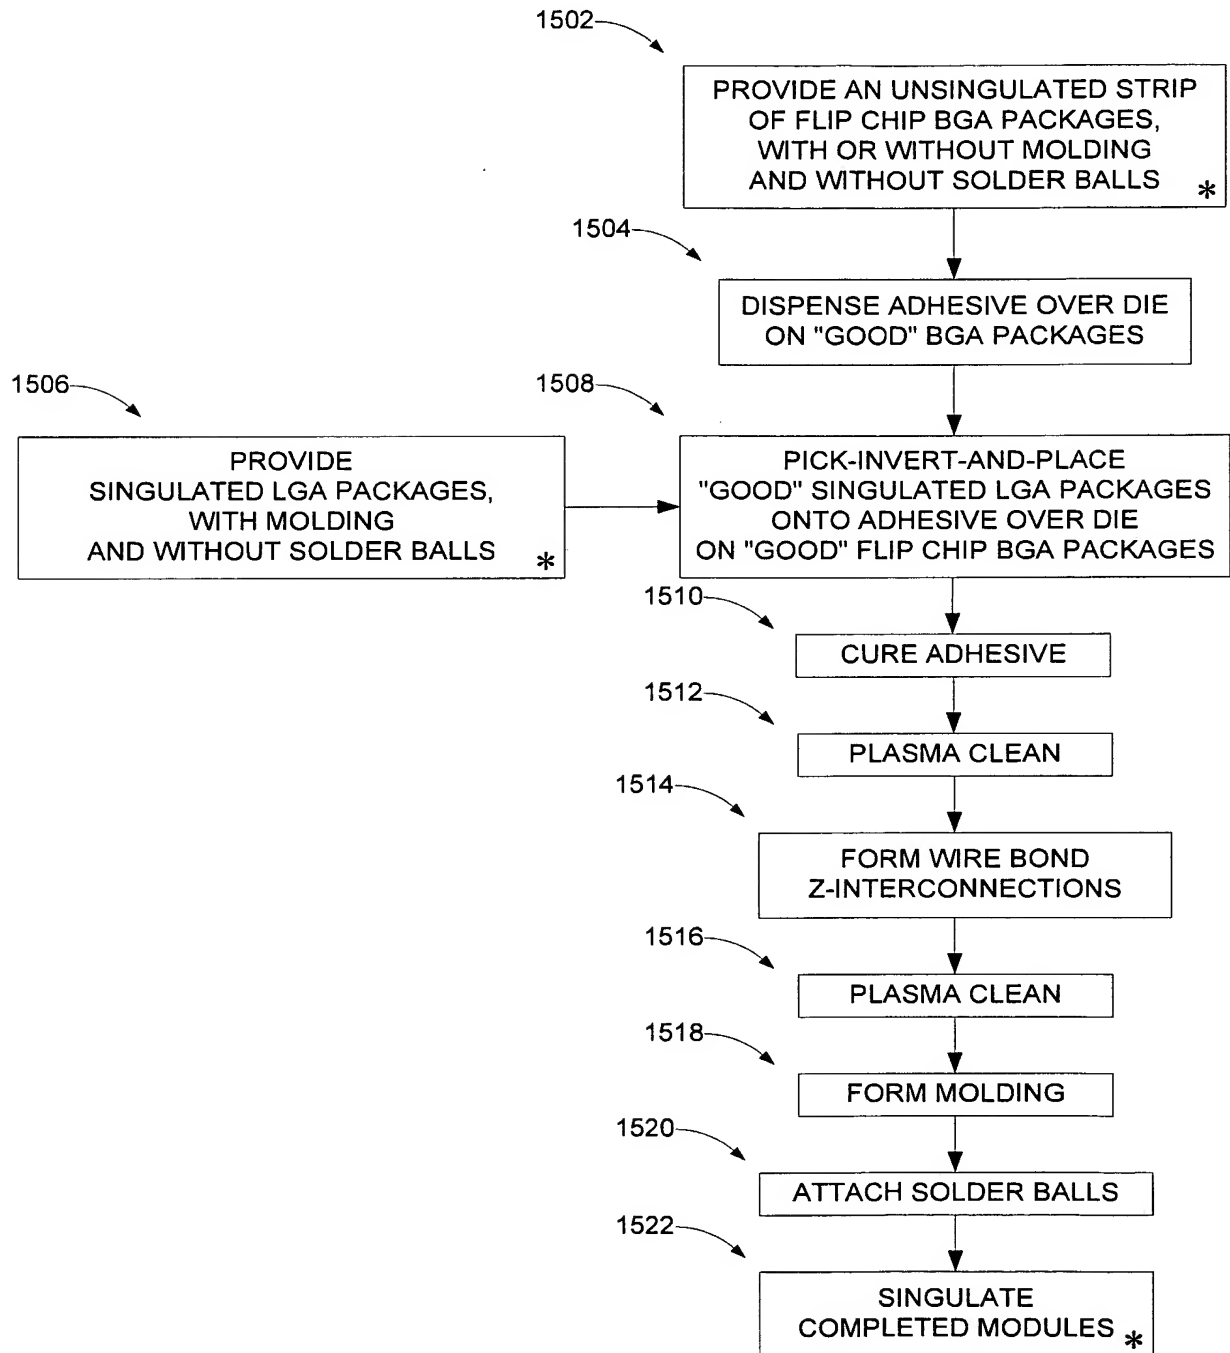 1502
PROVIDE AN UNSINGULATED STRIP
OF FLIP CHIP BGA PACKAGES,
WITH OR WITHOUT MOLDING
AND WITHOUT SOLDER BALLS *
1504
DISPENSE ADHESIVE OVER DIE
ON "GOOD" BGA PACKAGES
1506
PROVIDE
SINGULATED LGA PACKAGES,
WITH MOLDING
AND WITHOUT SOLDER BALLS *
1508
PICK-INVERT-AND-PLACE
"GOOD" SINGULATED LGA PACKAGES
ONTO ADHESIVE OVER DIE
ON "GOOD" FLIP CHIP BGA PACKAGES
1510
CURE ADHESIVE
1512
PLASMA CLEAN
1514
FORM WIRE BOND
Z-INTERCONNECTIONS
1516
PLASMA CLEAN
1518
FORM MOLDING
1520
ATTACH SOLDER BALLS
1522
SINGULATE
COMPLETED MODULES *